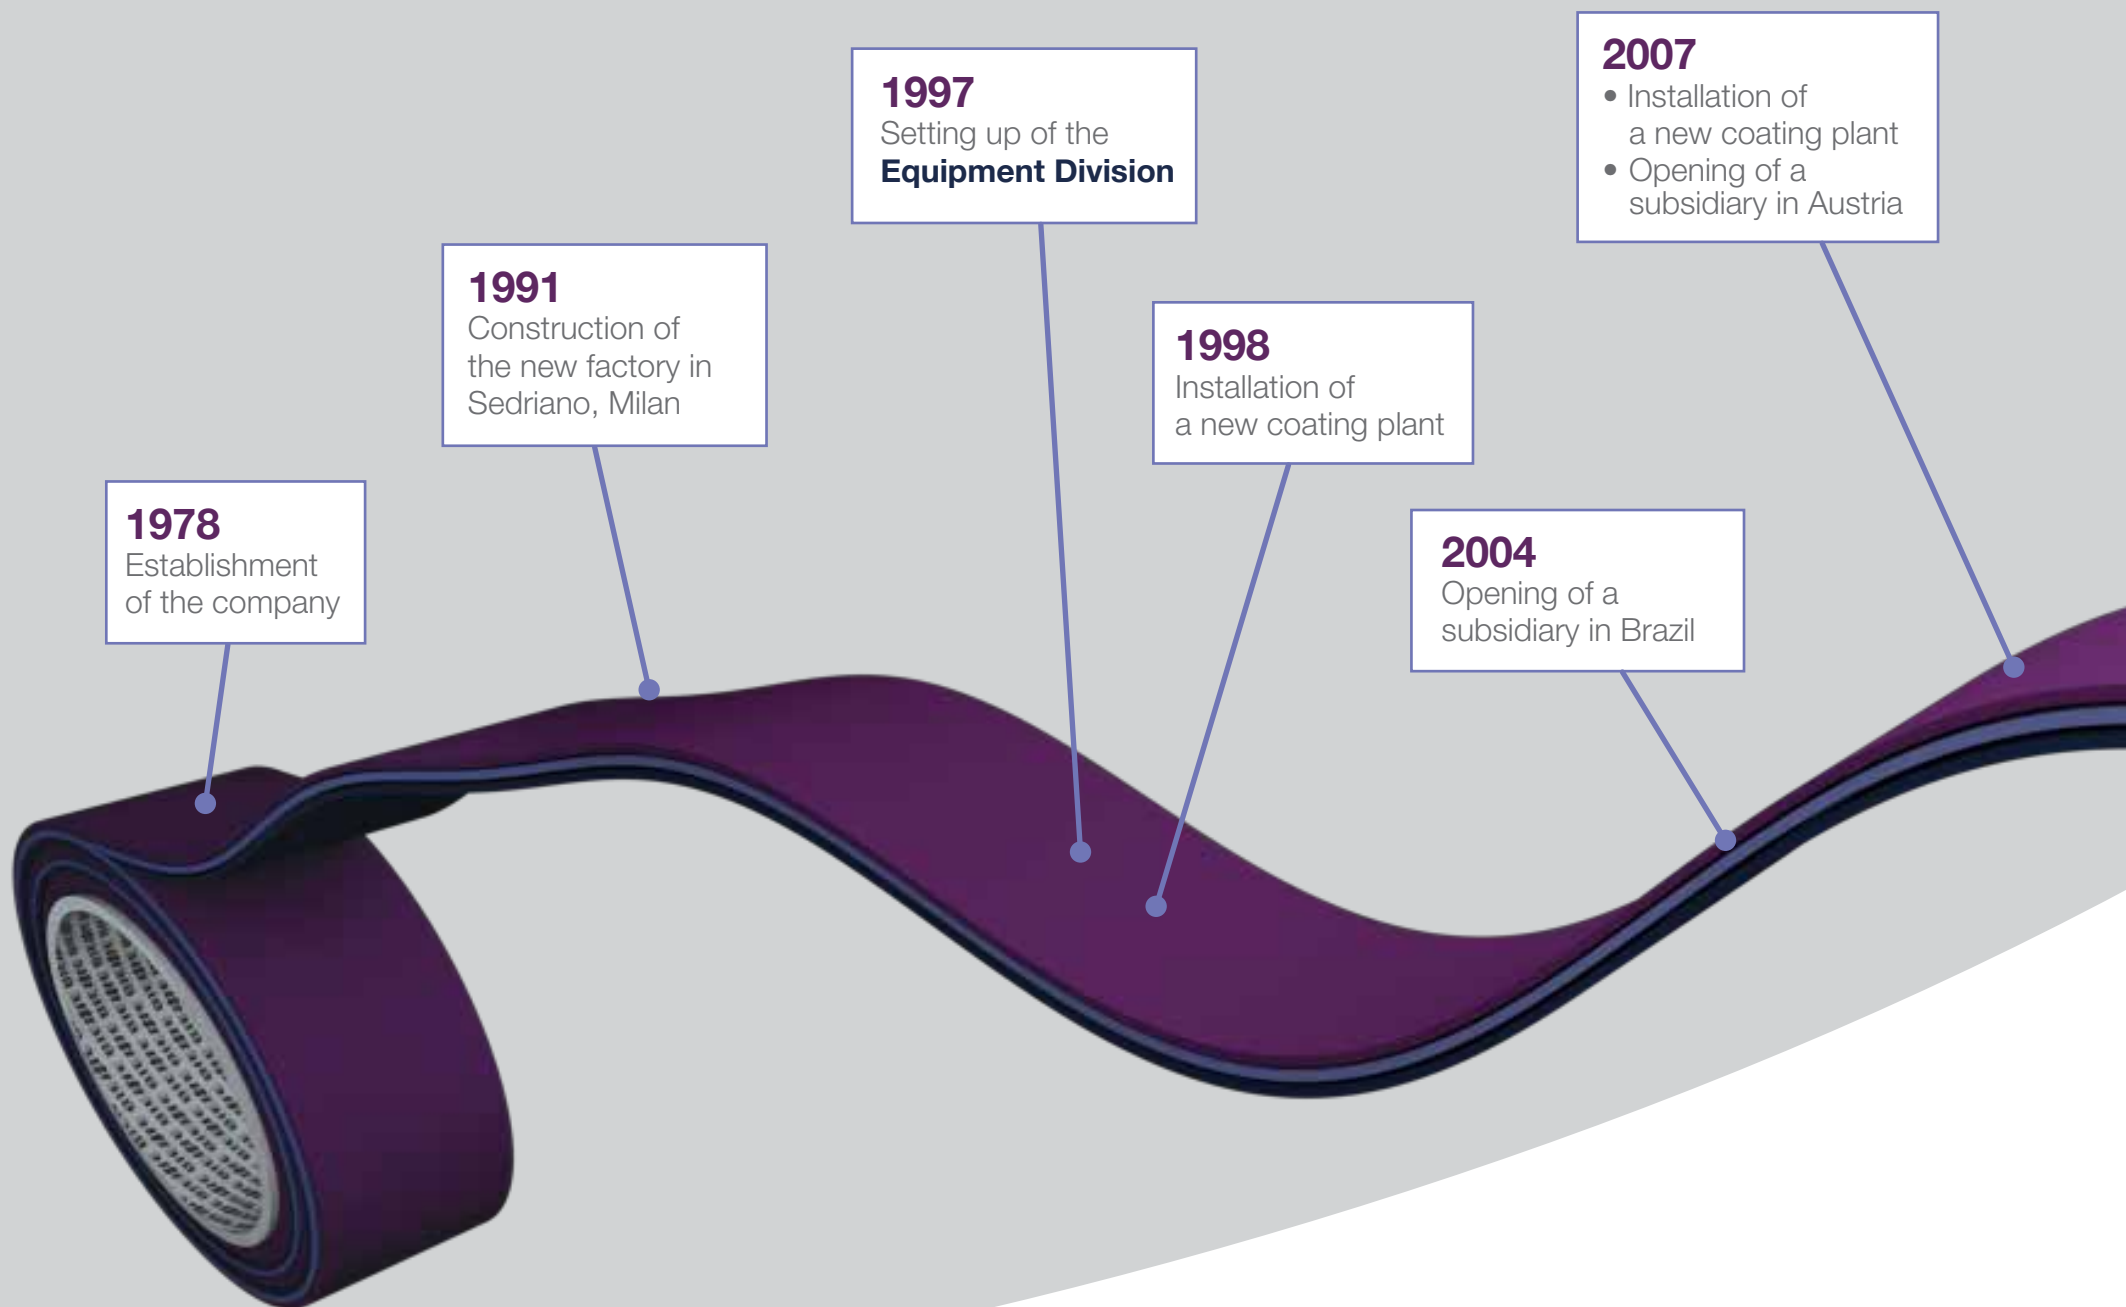 1978
Establishment
of the company
1991
Construction of
the new factory in
Sedriano, Milan
1997
Setting up of the
Equipment Division
1998
Installation of
a new coating plant
2004
Opening of a
subsidiary in Brazil
2007
• Installation of
a new coating plant
• Opening of a
subsidiary in Austria